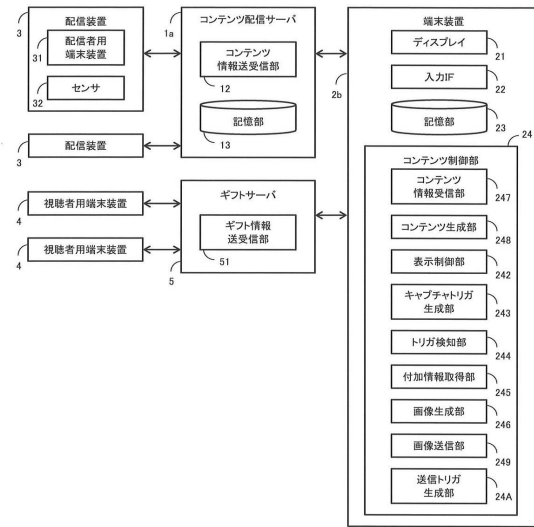 配信装置
3
配信者用
端末装置
31
センサ
32
配信装置
3
視聴者用端末装置
4
視聴者用端末装置
4
コンテンツ配信サーバ
1a
コンテンツ
情報送受信部
12
記憶部
13
ギフトサーバ
ギフト情報
送受信部
51
5
端末装置
2b
ディスプレイ
21
入力IF
22
記憶部
23
24
コンテンツ制御部
コンテンツ
情報受信部
247
コンテンツ生成部
248
表示制御部
242
キャプチャトリガ
生成部
243
トリガ検知部
244
付加情報取得部
245
画像生成部
246
画像送信部
249
送信トリガ
生成部
24A